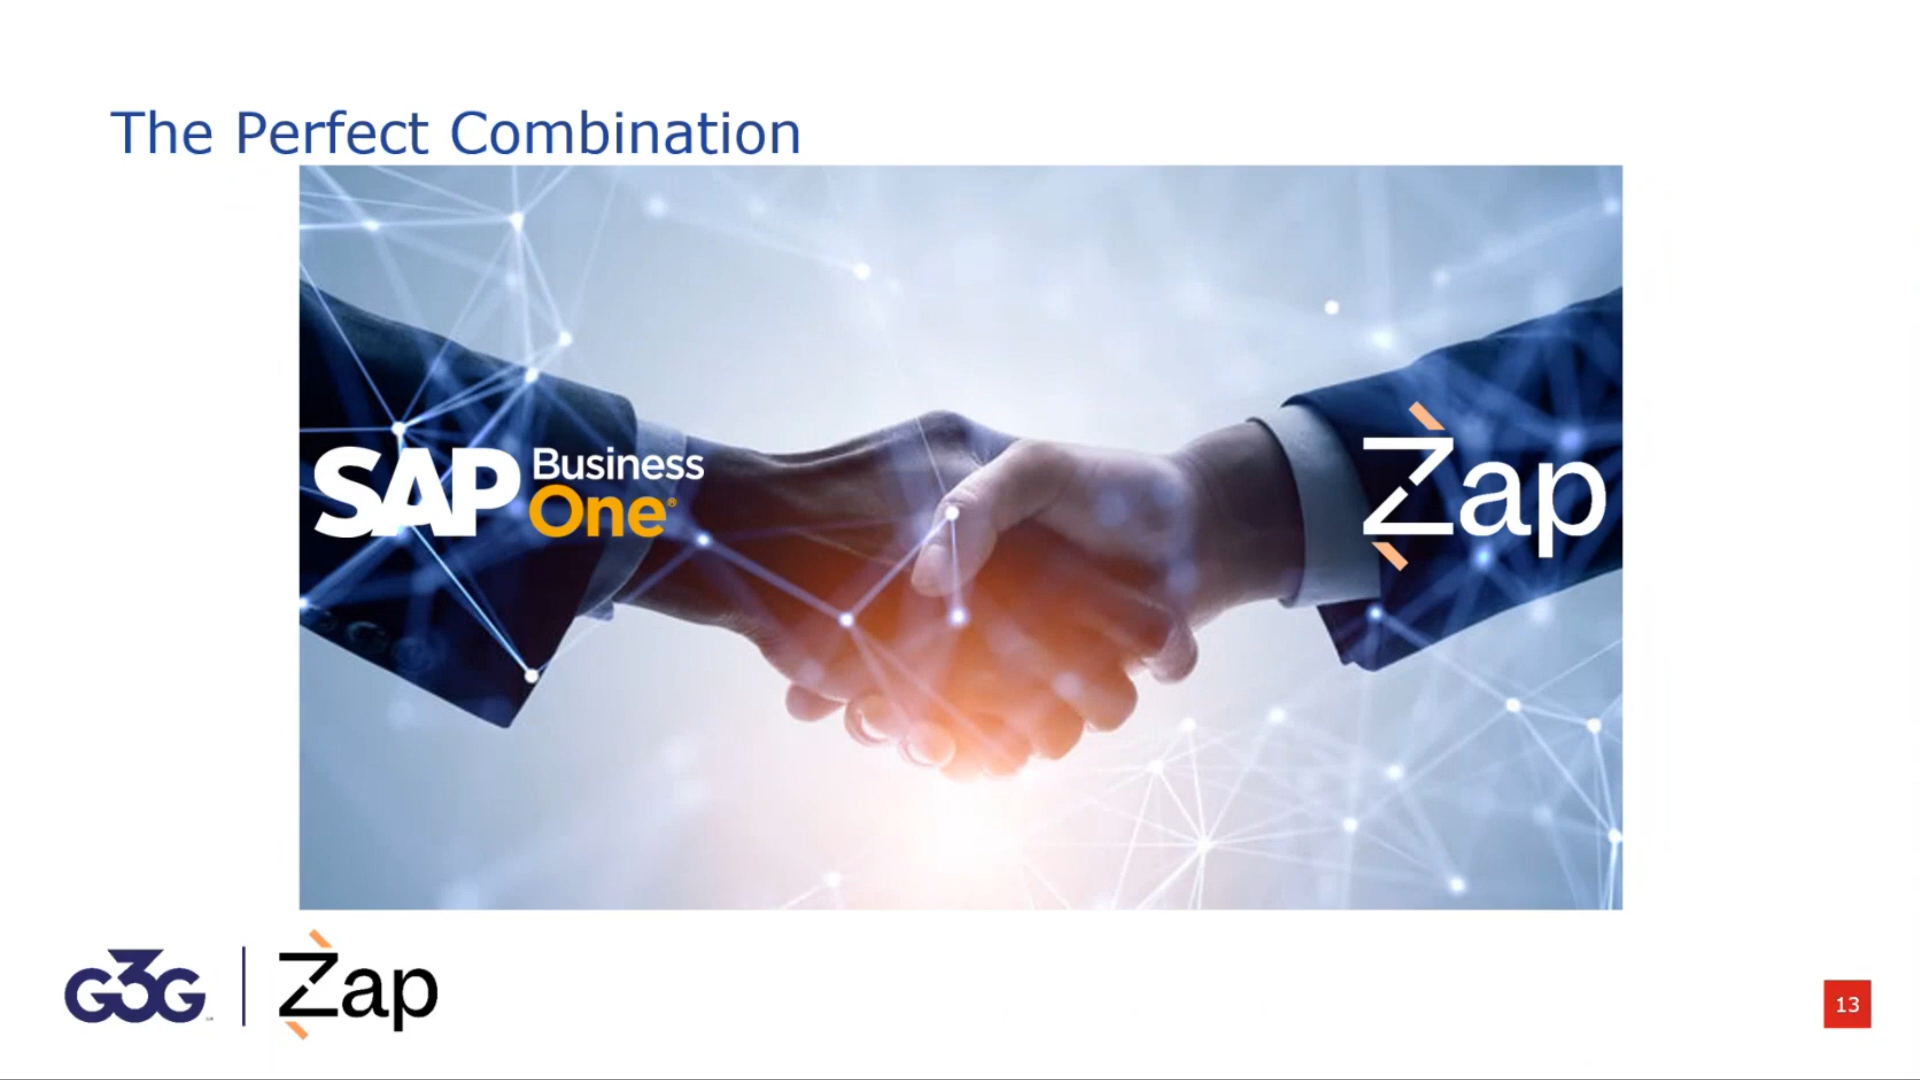 The Perfect Combination
SAP Business One®
Zap
G3G
Zap
13